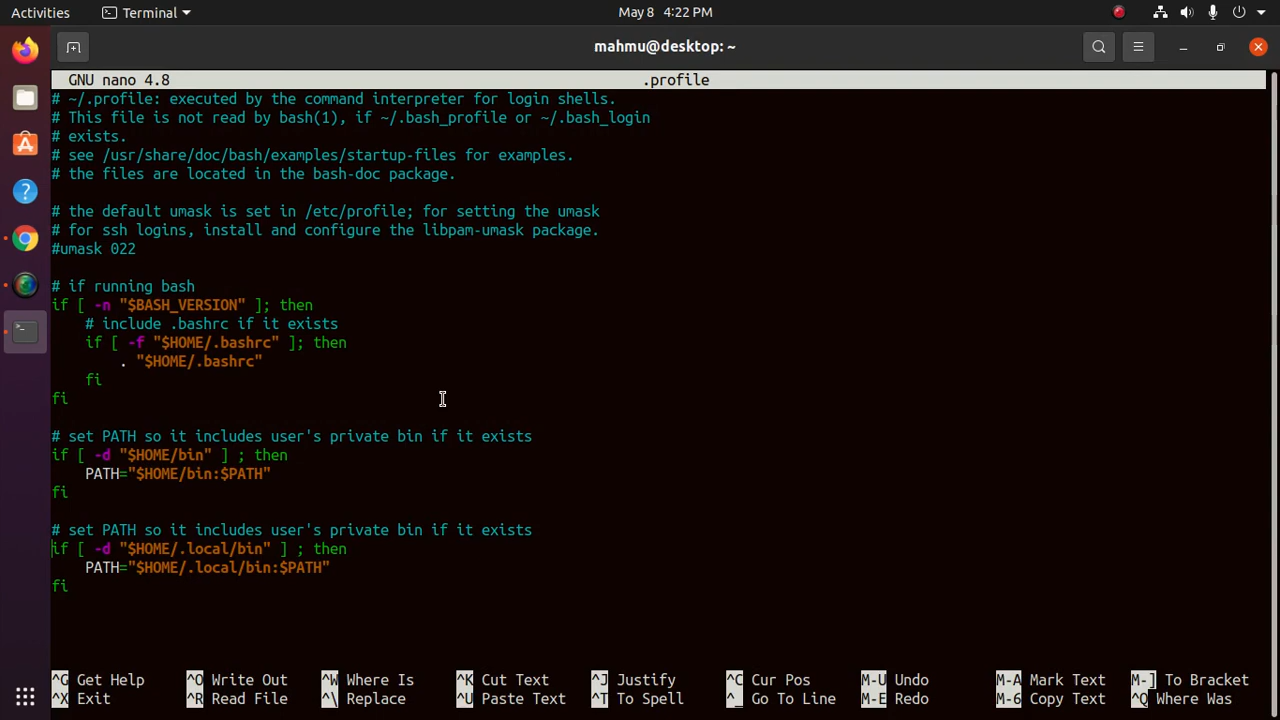 Activities Terminal May 8 4:22 PM
mahmu@desktop: ~
GNU nano 4.8 .profile
# ~/.profile: executed by the command interpreter for login shells.
# This file is not read by bash(1), if ~/.bash_profile or ~/.bash_login
# exists.
# see /usr/share/doc/bash/examples/startup-files for examples.
# the files are located in the bash-doc package.
# the default umask is set in /etc/profile; for setting the umask
# for ssh logins, install and configure the libpam-umask package.
#umask 022
# if running bash
if [ -n "$BASH_VERSION" ]; then
# include .bashrc if it exists
if [ -f "$HOME/.bashrc" ]; then
. "$HOME/.bashrc"
fi
fi
# set PATH so it includes user's private bin if it exists
if [ -d "$HOME/bin" ] ; then
PATH="$HOME/bin:$PATH"
fi
# set PATH so it includes user's private bin if it exists
if [ -d "$HOME/.local/bin" ] ; then
PATH="$HOME/.local/bin:$PATH"
fi
^G Get Help ^O Write Out ^W Where Is ^K Cut Text ^J Justify ^C Cur Pos M-U Undo M-A Mark Text M-] To Bracket
^X Exit ^R Read File ^\ Replace ^U Paste Text ^T To Spell ^_ Go To Line M-E Redo M-6 Copy Text ^Q Where Was